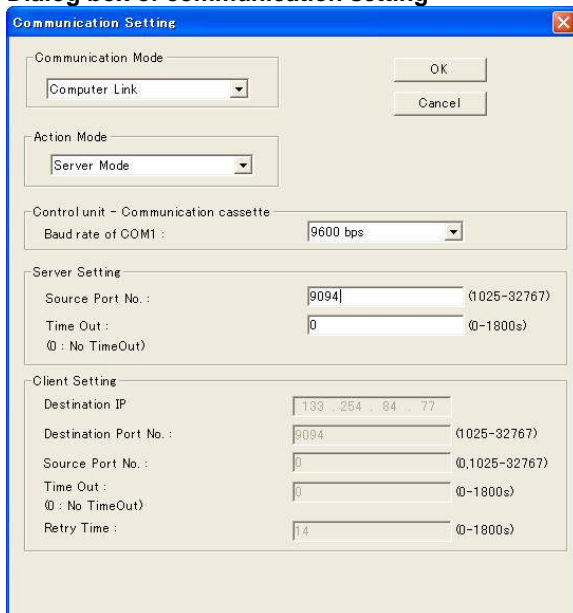 Dialog box of communication setting
Communication Setting
Communication Mode
Computer Link
OK
Cancel
Action Mode
Server Mode
Control unit - Communication cassette
Baud rate of COM1 : 9600 bps
Server Setting
Source Port No. : 9094 (1025-32767)
Time Out : 0 (0-1800s)
(0 : No TimeOut)
Client Setting
Destination IP 133 . 254 . 84 . 77
Destination Port No. : 9094 (1025-32767)
Source Port No. : 0 (0,1025-32767)
Time Out : 0 (0-1800s)
(0 : No TimeOut)
Retry Time : 14 (0-1800s)